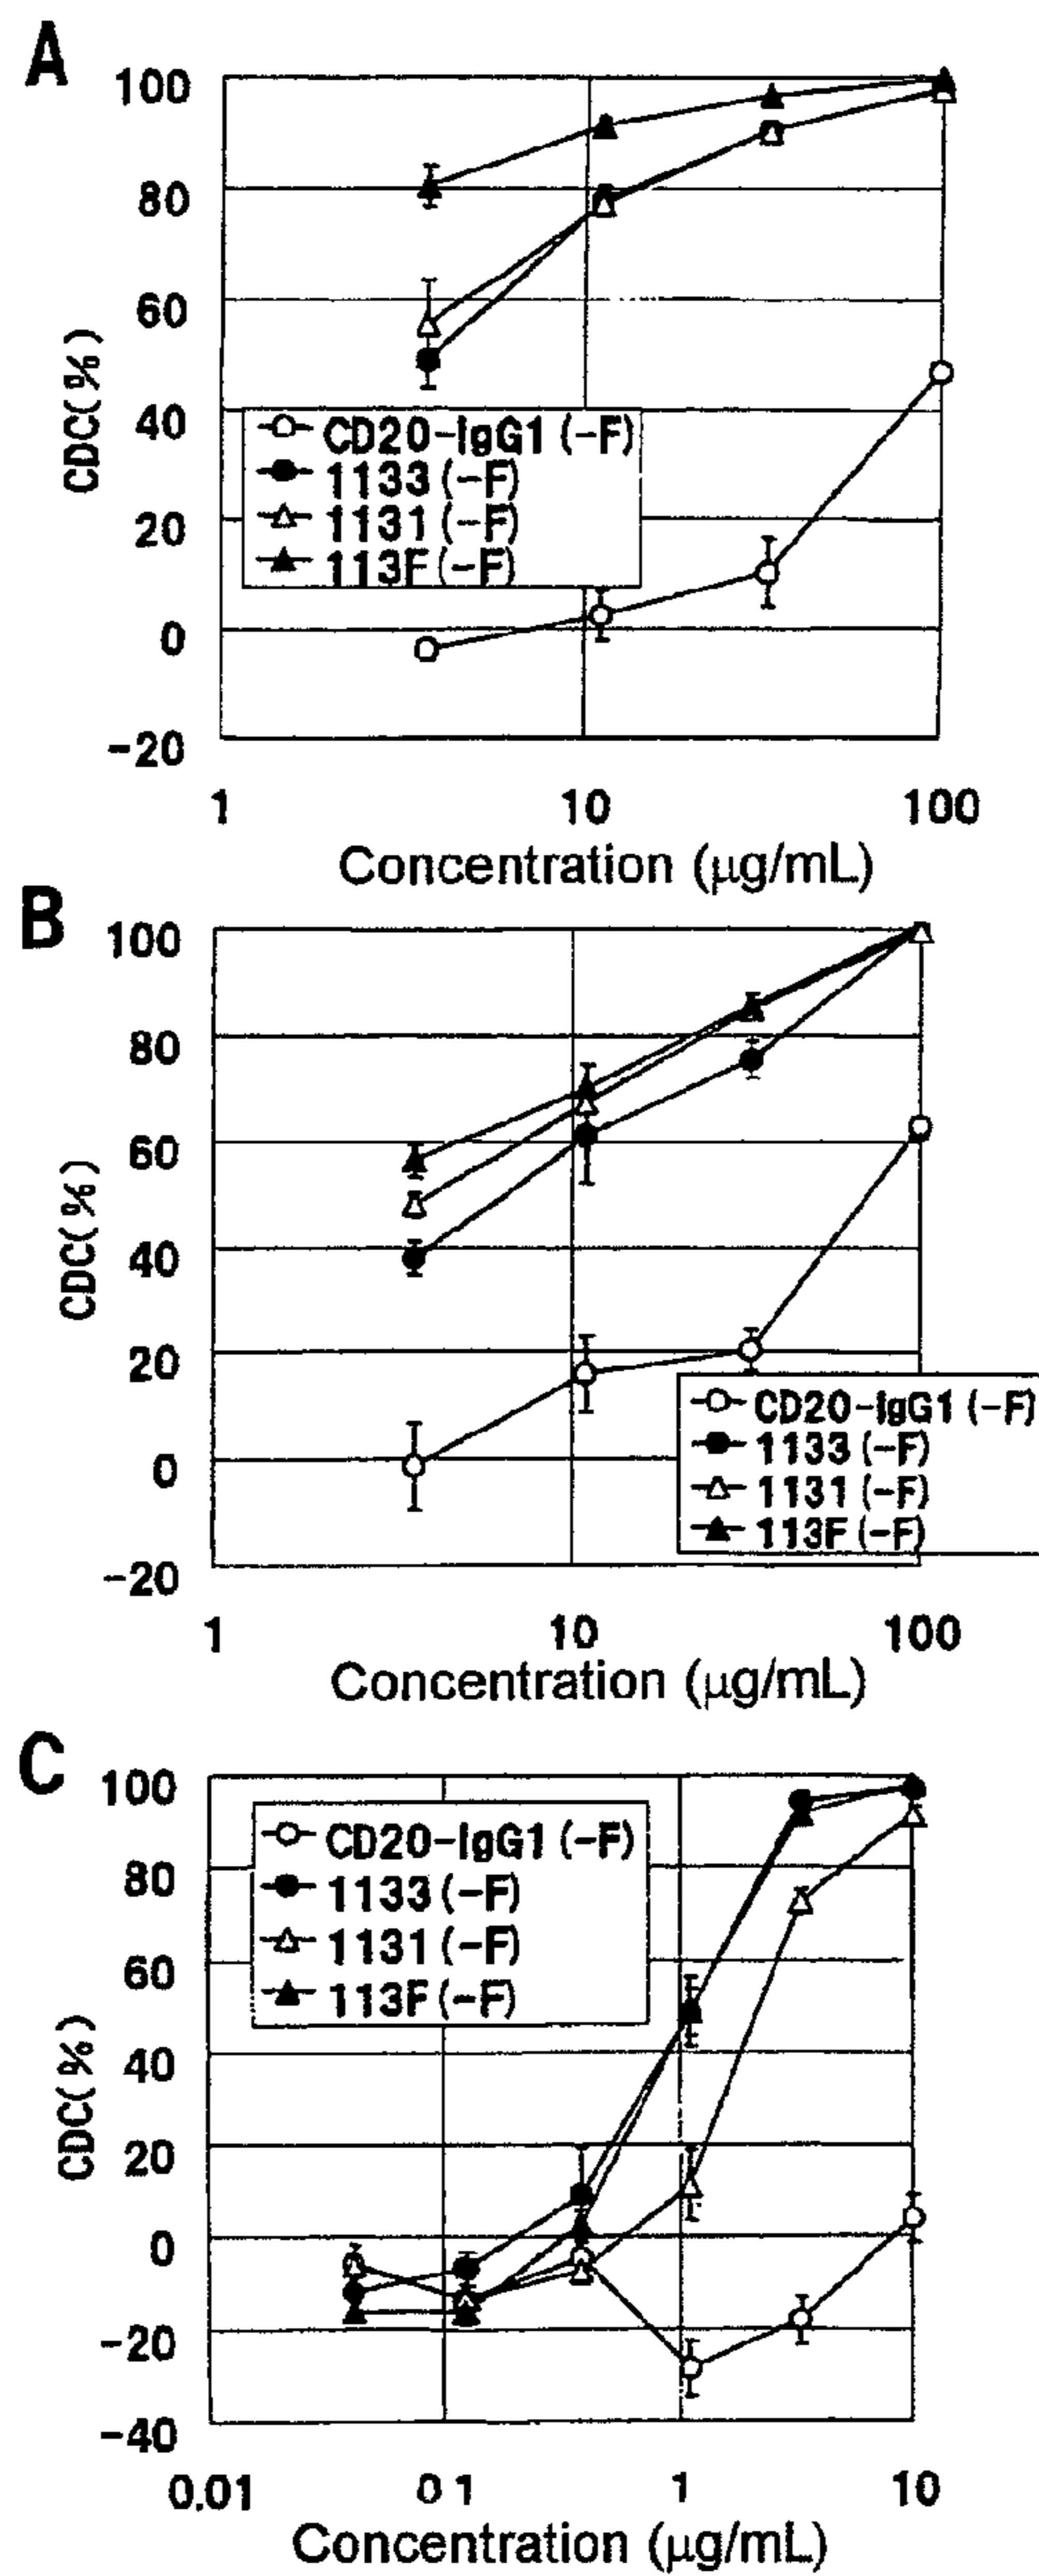 A
100
80
60
40
20
0
-20
CDC(%)
CD20-IgG1 (-F)
1133 (-F)
1131 (-F)
113F (-F)
1 10 100
Concentration (µg/mL)
B
100
80
60
40
20
0
-20
CDC(%)
CD20-IgG1 (-F)
1133 (-F)
1131 (-F)
113F (-F)
1 10 100
Concentration (µg/mL)
C
100
80
60
40
20
0
-20
-40
CDC(%)
CD20-IgG1 (-F)
1133 (-F)
1131 (-F)
113F (-F)
0.01 0 1 1 10
Concentration (µg/mL)